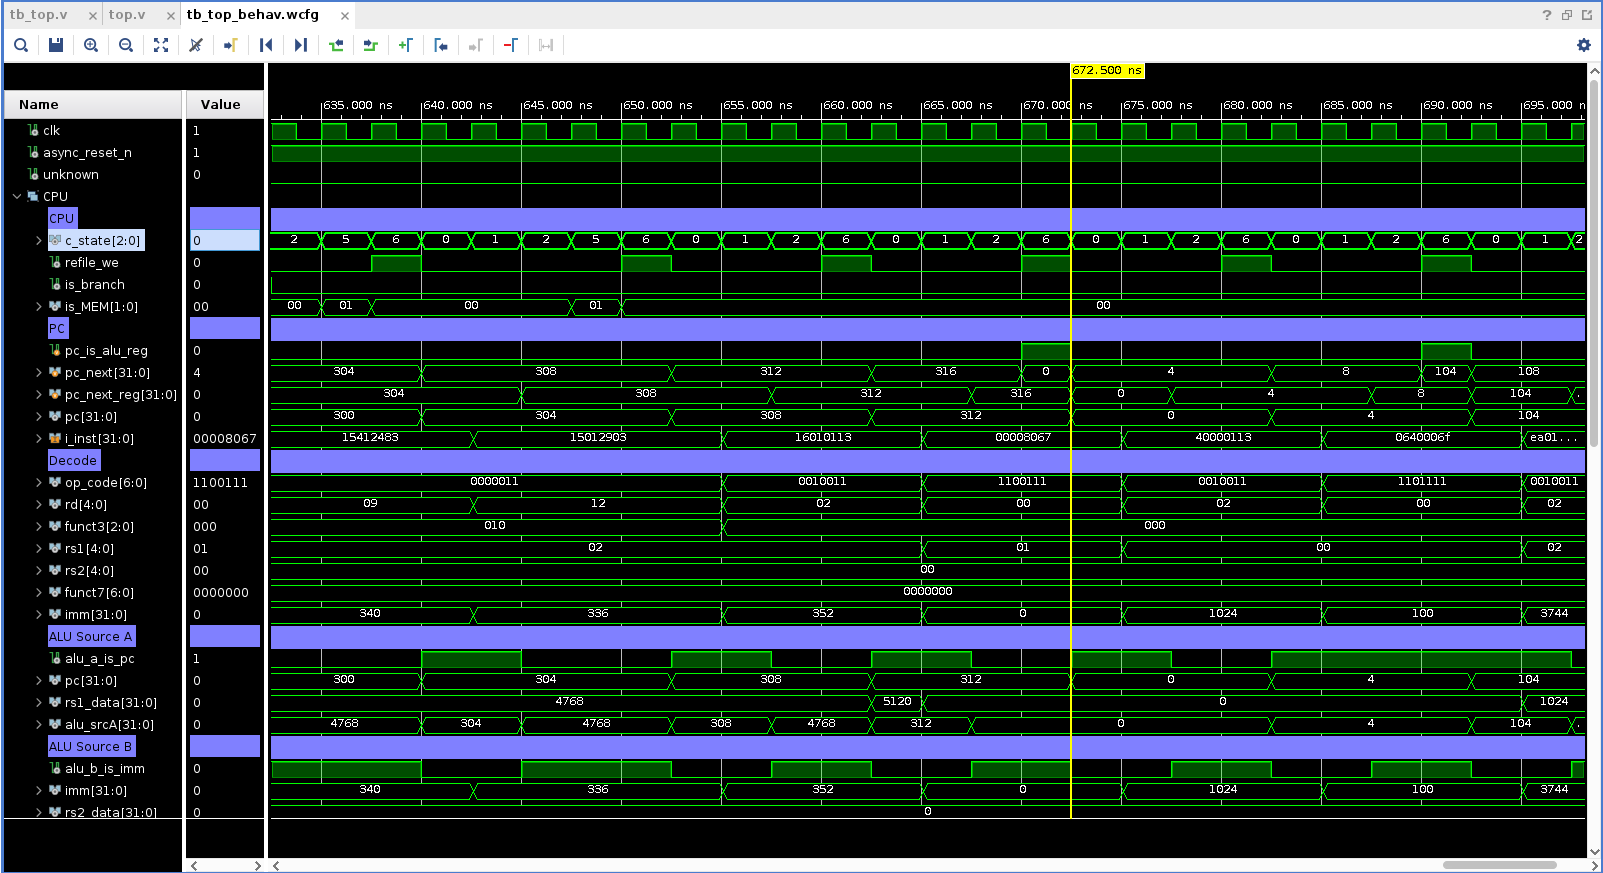 tb_top.v × top.v × tb_top_behav.wcfg × ?
672.500 ns
Name Value 635.000 ns 640.000 ns 645.000 ns 650.000 ns 655.000 ns 660.000 ns 665.000 ns 670.000 675.000 ns 680.000 ns 685.000 ns 690.000 ns 695.000 n
clk 1
async_reset_n 1
unknown 0
CPU
CPU
c_state[2:0] 0 2 5 6 0 1 2 5 6 0 1 2 6 0 1 2 6 0 1 2 6 0 1 2 6 0 1 2
refile_we 0
is_branch 0
is_MEM[1:0] 00 00 01 00 01 00
PC
pc_is_alu_reg 0
pc_next[31:0] 4 304 308 312 316 0 4 8 104 108
pc_next_reg[31:0] 0 304 308 312 316 0 4 8 104 .
pc[31:0] 0 300 304 308 312 0 4 104
i_inst[31:0] 00008067 15412483 15012903 16010113 00008067 40000113 0640006f ea01...
Decode
op_code[6:0] 1100111 0000011 0010011 1100111 0010011 1101111 0010011
rd[4:0] 00 09 12 02 00 02 00 02
funct3[2:0] 000 010 000
rs1[4:0] 01 02 01 00 02
rs2[4:0] 00 00
funct7[6:0] 0000000 0000000
imm[31:0] 0 340 336 352 0 1024 100 3744
ALU Source A
alu_a_is_pc 1
pc[31:0] 0 300 304 308 312 0 4 104
rs1_data[31:0] 0 4768 5120 0 1024
alu_srcA[31:0] 0 4768 304 4768 308 4768 312 0 4 104 .
ALU Source B
alu_b_is_imm 0
imm[31:0] 0 340 336 352 0 1024 100 3744
rs2_data[31:0] 0 0